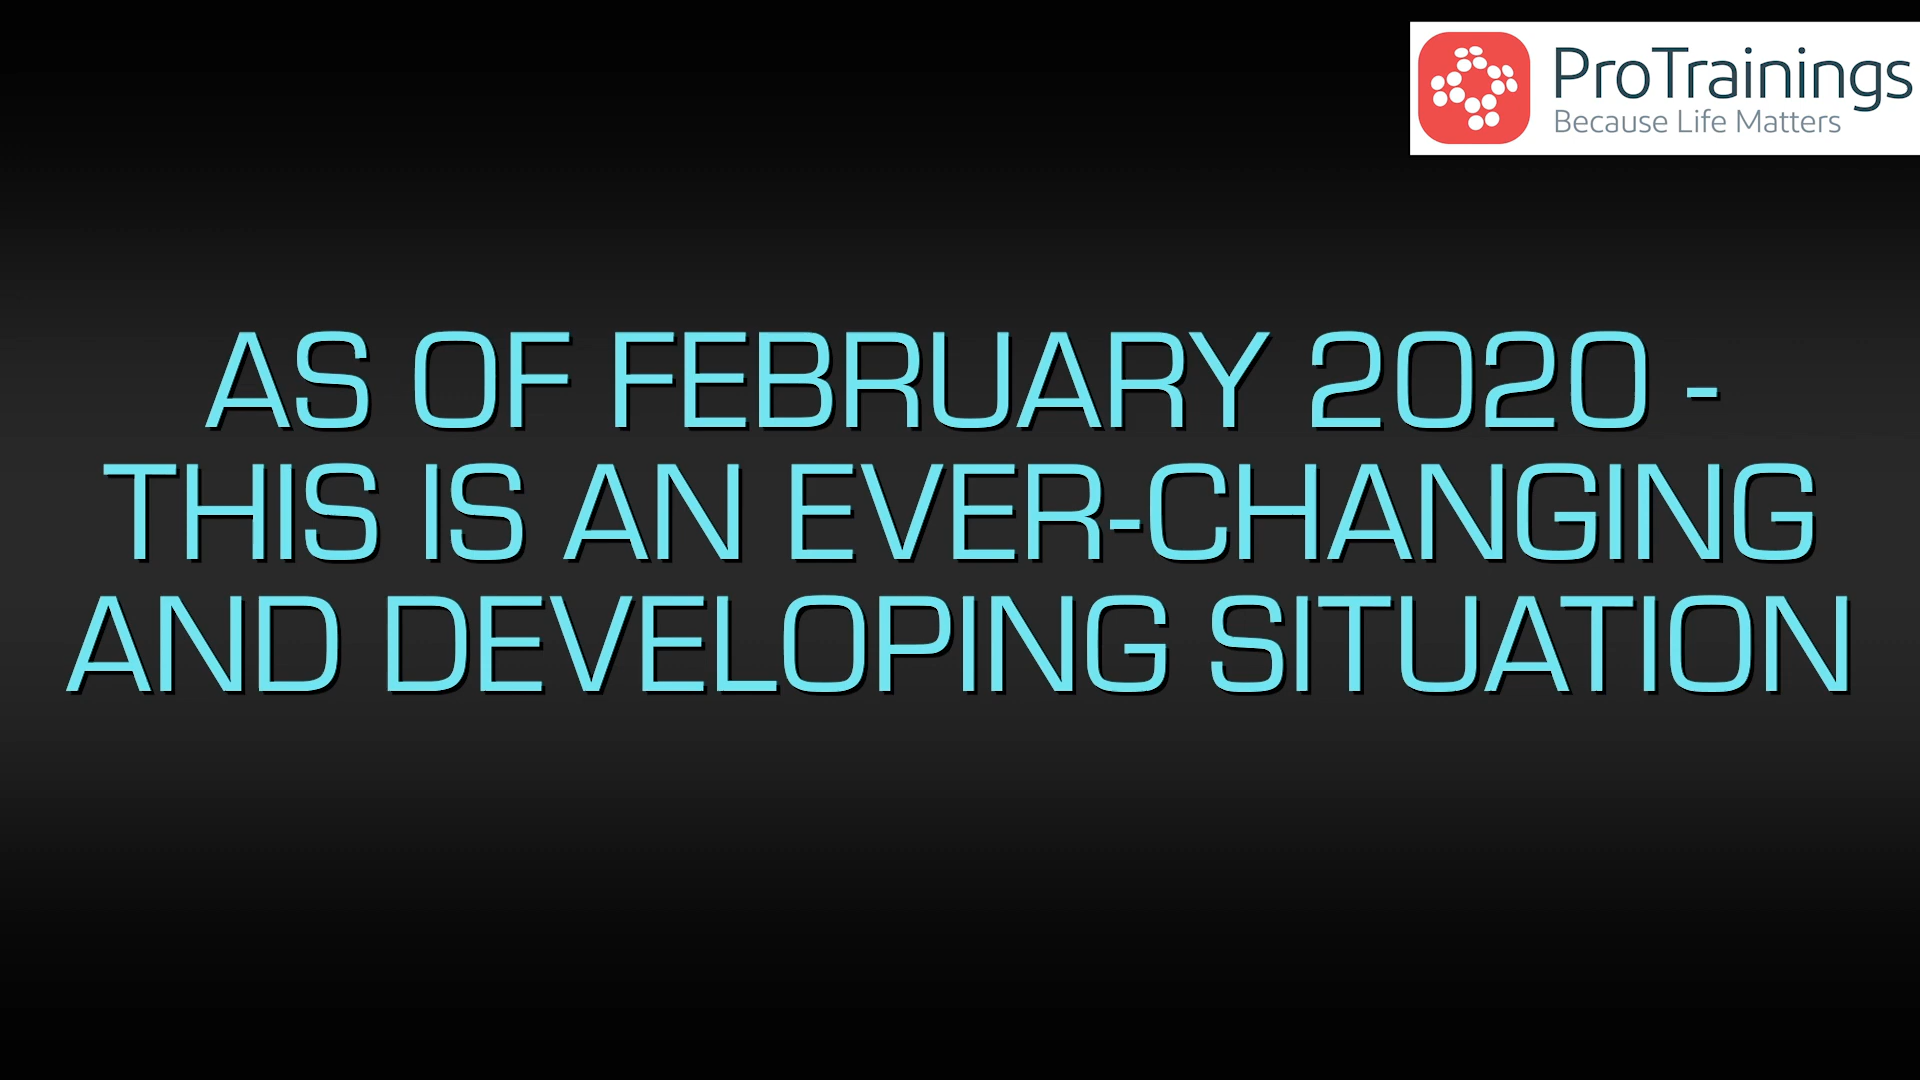 ProTrainings
Because Life Matters
AS OF FEBRUARY 2020 -
THIS IS AN EVER-CHANGING
AND DEVELOPING SITUATION